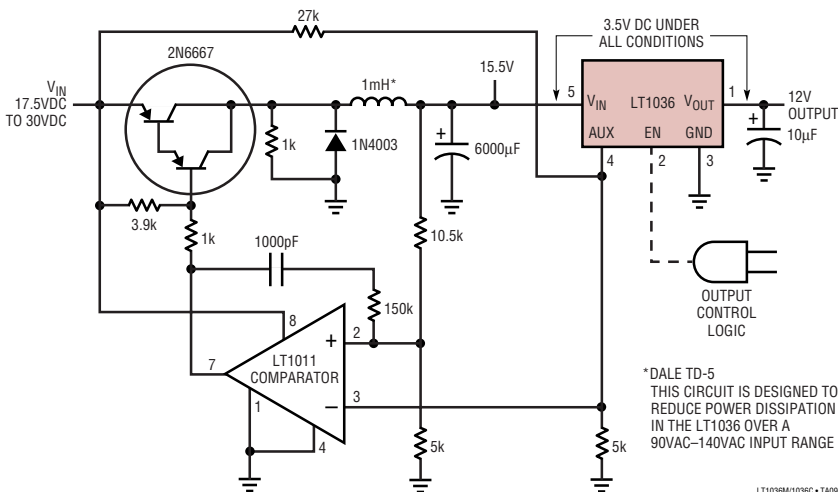 27k
2N6667
3.5V DC UNDER
ALL CONDITIONS
V_IN
17.5VDC
TO 30VDC
1mH*
15.5V
5
V_IN
LT1036
V_OUT
1
12V
OUTPUT
AUX
EN
GND
4
2
3
+
10µF
1k
1N4003
+
6000µF
3.9k
1k
1000pF
10.5k
150k
OUTPUT
CONTROL
LOGIC
8
+
2
7
LT1011
COMPARATOR
1
–
3
4
5k
5k
*DALE TD-5
THIS CIRCUIT IS DESIGNED TO
REDUCE POWER DISSIPATION
IN THE LT1036 OVER A
90VAC–140VAC INPUT RANGE
LT1036M/1036C • TA09